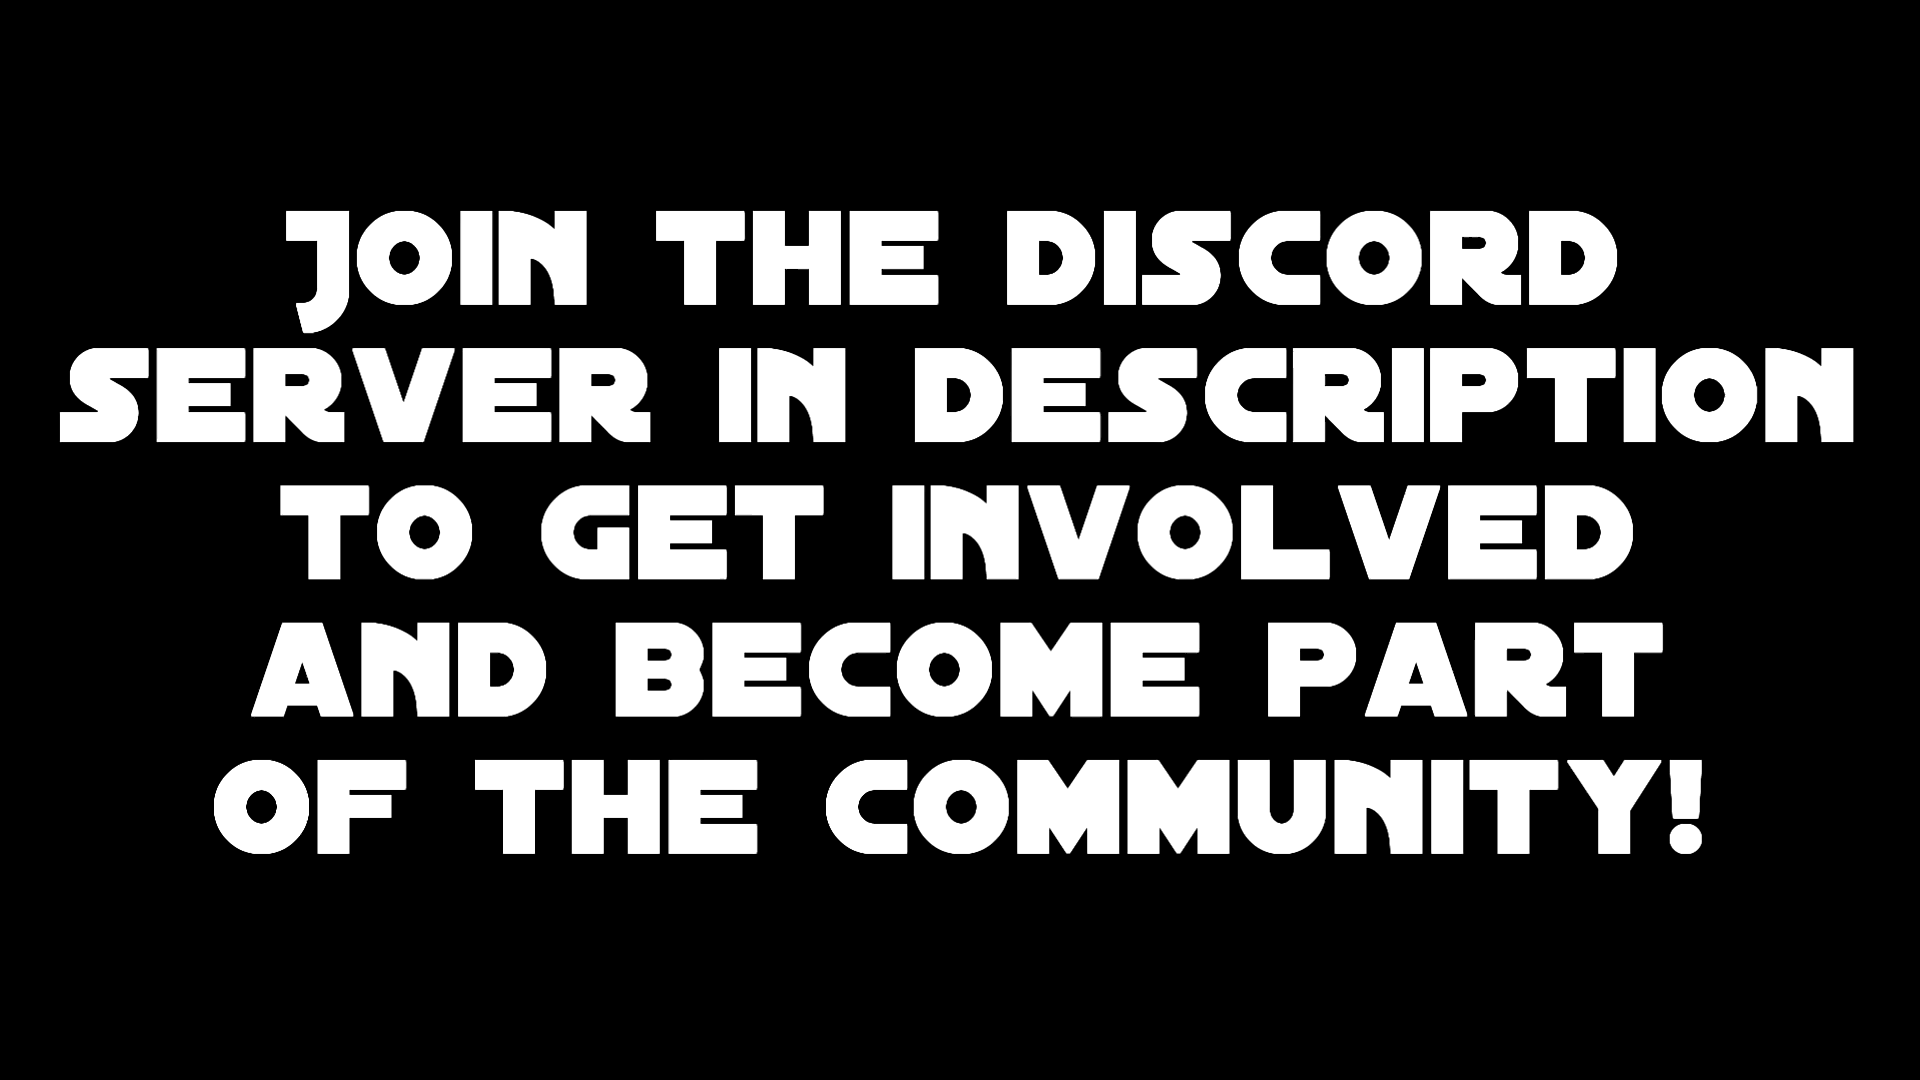 JOIN THE DISCORD
SERVER IN DESCRIPTION
TO GET INVOLVED
AND BECOME PART
OF THE COMMUNITY!